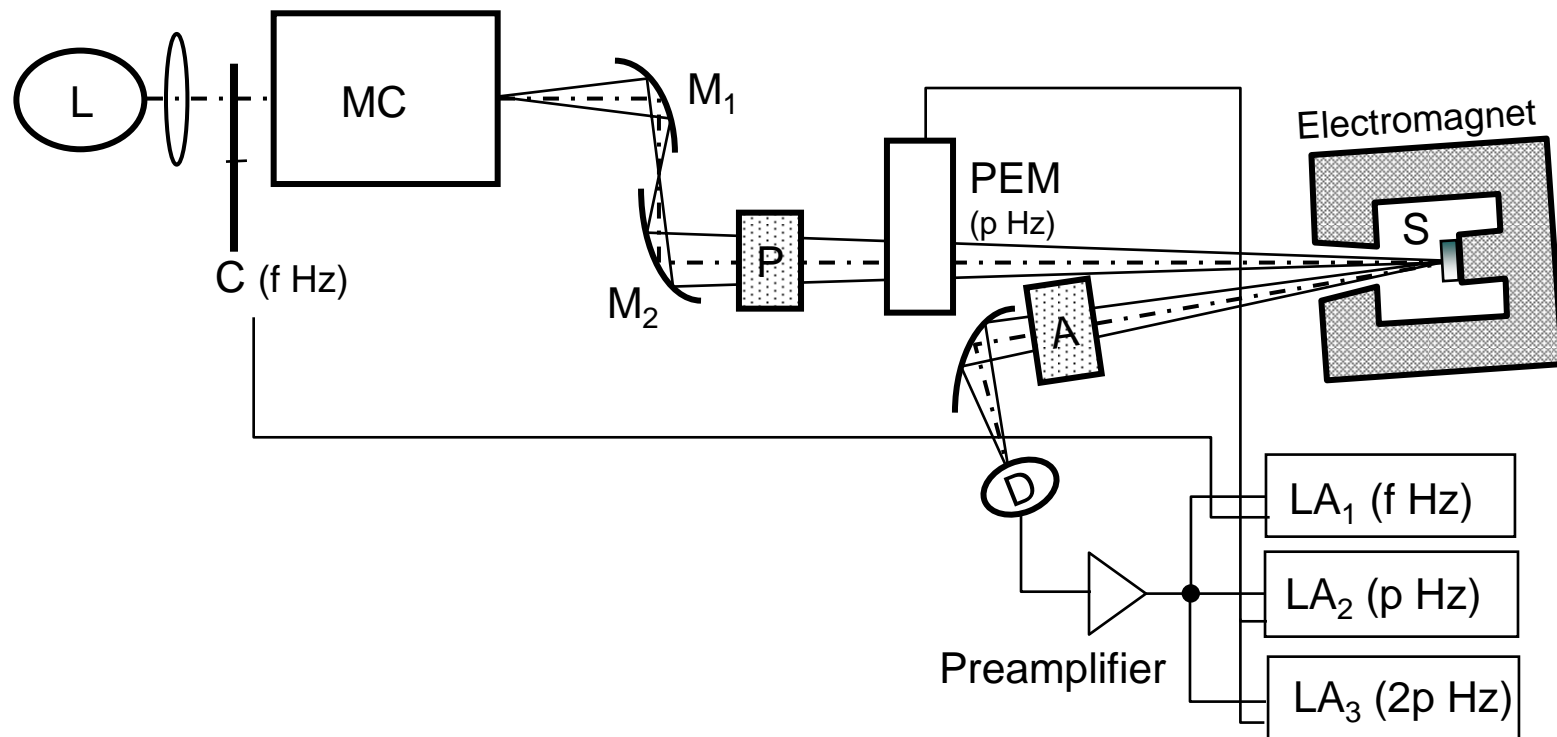 L
MC
M₁
Electromagnet
PEM
(p Hz)
S
P
C (f Hz)
M₂
A
D
LA₁ (f Hz)
LA₂ (p Hz)
Preamplifier
LA₃ (2p Hz)